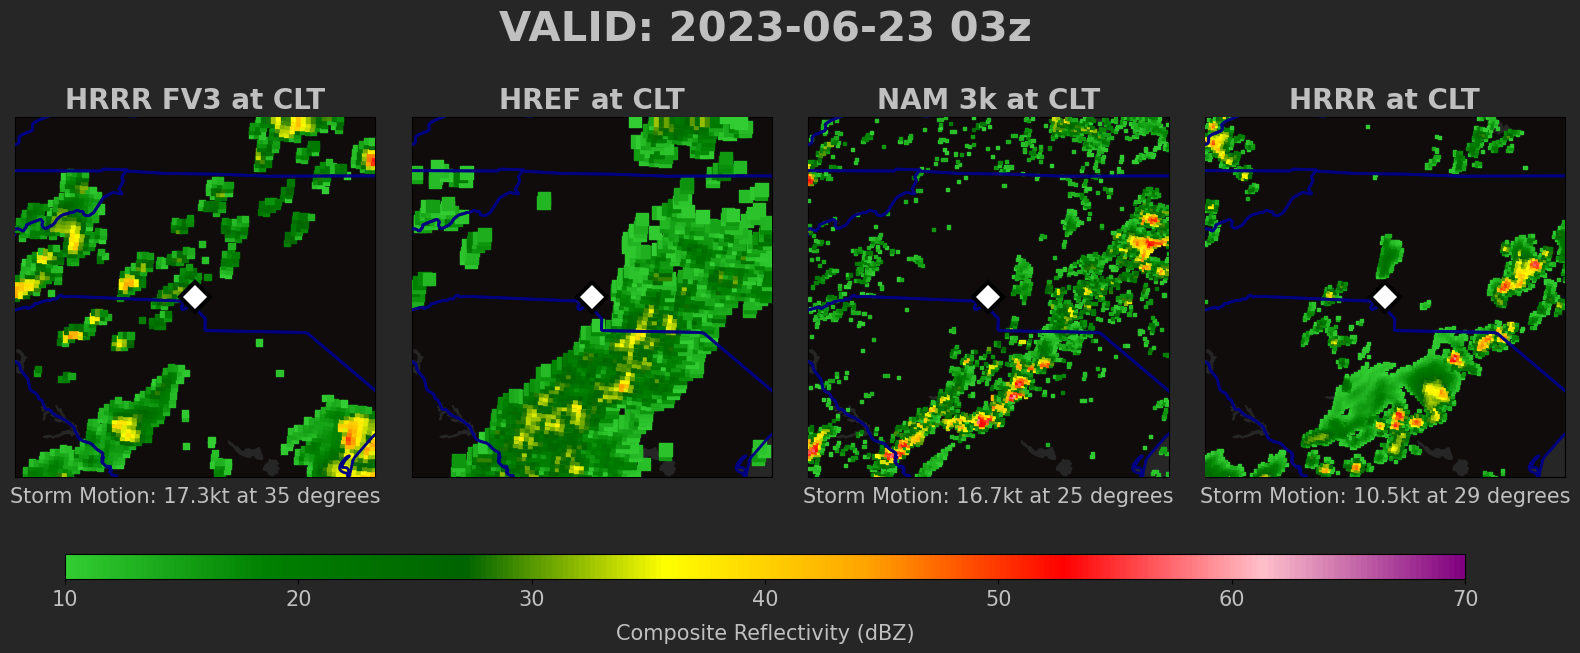 VALID: 2023-06-23 03z
HRRR FV3 at CLT
HREF at CLT
NAM 3k at CLT
HRRR at CLT
Storm Motion: 17.3kt at 35 degrees
Storm Motion: 16.7kt at 25 degrees
Storm Motion: 10.5kt at 29 degrees
10 20 30 40 50 60 70
Composite Reflectivity (dBZ)